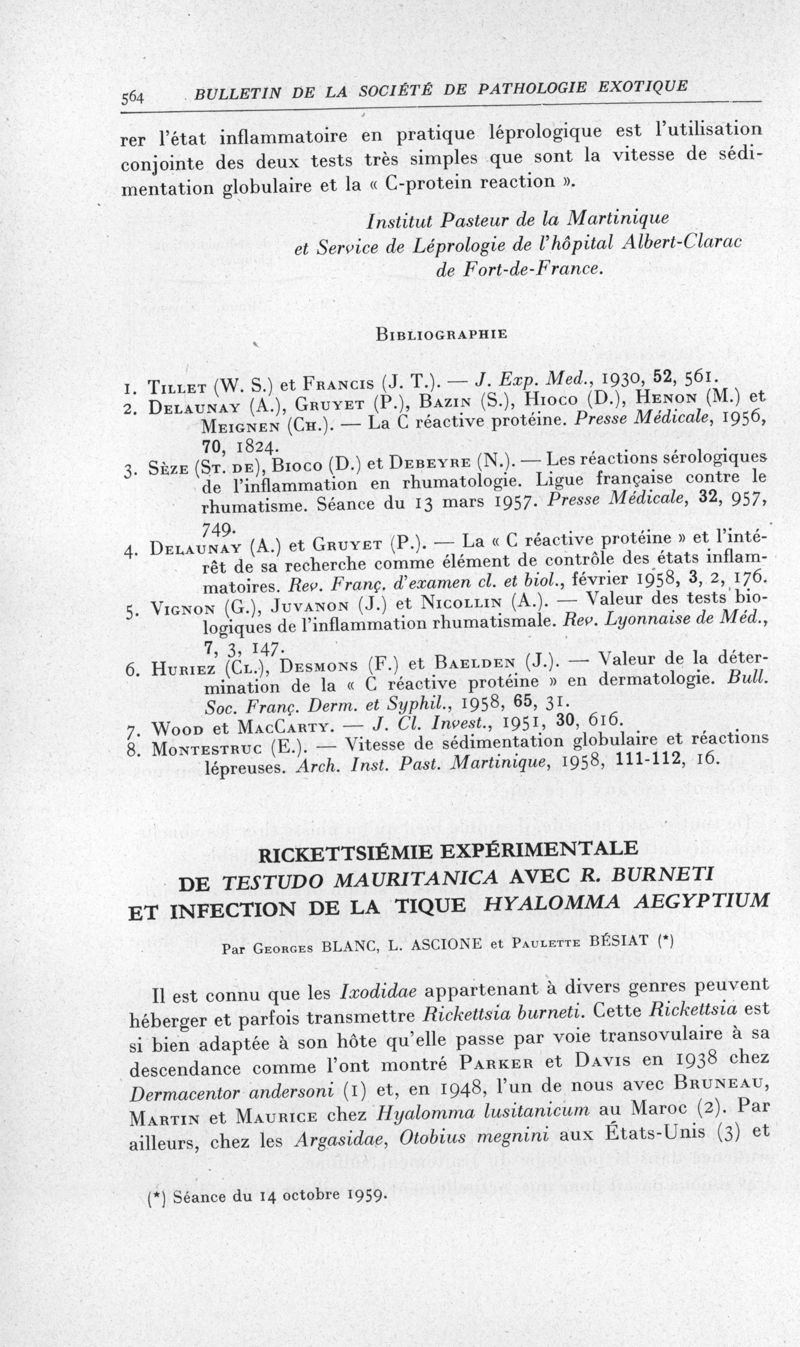 564 BULLETIN DE LA SOCIÉTÉ DE PATHOLOGIE EXOTIQUE
rer l'état inflammatoire en pratique léprologique est l'utilisation
conjointe des deux tests très simples que sont la vitesse de sédi-
mentation globulaire et la « C-protein reaction ».
Institut Pasteur de la Martinique
et Service de Léprologie de l'hôpital Albert-Clarac
de Fort-de-France.
BIBLIOGRAPHIE
1. TILLET (W. S.) et FRANCIS (J. T.). — J. Exp. Med., 1930, 52, 561.
2. DELAUNAY (A.), GRUYET (P.), BAZIN (S.), HIOCO (D.), HENON (M.) et
MEIGNEN (CH.). — La C réactive protéine. Presse Médicale, 1956,
70, 1824.
3. SÈZE (ST. DE), BIOCO (D.) et DEBEYRE (N.). — Les réactions sérologiques
de l'inflammation en rhumatologie. Ligue française contre le
rhumatisme. Séance du 13 mars 1957. Presse Médicale, 32, 957,
749.
4. DELAUNAY (A.) et GRUYET (P.). — La « C réactive protéine » et l'inté-
rêt de sa recherche comme élément de contrôle des états inflam-
matoires. Rev. Franç. d'examen cl. et biol., février 1958, 3, 2, 176.
5. VIGNON (G.), JUVANON (J.) et NICOLLIN (A.). — Valeur des tests bio-
logiques de l'inflammation rhumatismale. Rev. Lyonnaise de Méd.,
7, 3, 147.
6. HURIEZ (CL.), DESMONS (F.) et BAELDEN (J.). — Valeur de la déter-
mination de la « C réactive protéine » en dermatologie. Bull.
Soc. Franç. Derm. et Syphil., 1958, 65, 31.
7. WOOD et MACCARTY. — J. Cl. Invest., 1951, 30, 616.
8. MONTESTRUC (E.). — Vitesse de sédimentation globulaire et réactions
lépreuses. Arch. Inst. Past. Martinique, 1958, 111-112, 16.
RICKETTSIÉMIE EXPÉRIMENTALE
DE TESTUDO MAURITANICA AVEC R. BURNETI
ET INFECTION DE LA TIQUE HYALOMMA AEGYPTIUM
Par GEORGES BLANC, L. ASCIONE et PAULETTE BÉSIAT (*)
Il est connu que les Ixodidae appartenant à divers genres peuvent
héberger et parfois transmettre Rickettsia burneti. Cette Rickettsia est
si bien adaptée à son hôte qu'elle passe par voie transovulaire à sa
descendance comme l'ont montré PARKER et DAVIS en 1938 chez
Dermacentor andersoni (1) et, en 1948, l'un de nous avec BRUNEAU,
MARTIN et MAURICE chez Hyalomma lusitanicum au Maroc (2). Par
ailleurs, chez les Argasidae, Otobius megnini aux États-Unis (3) et
(*) Séance du 14 octobre 1959.